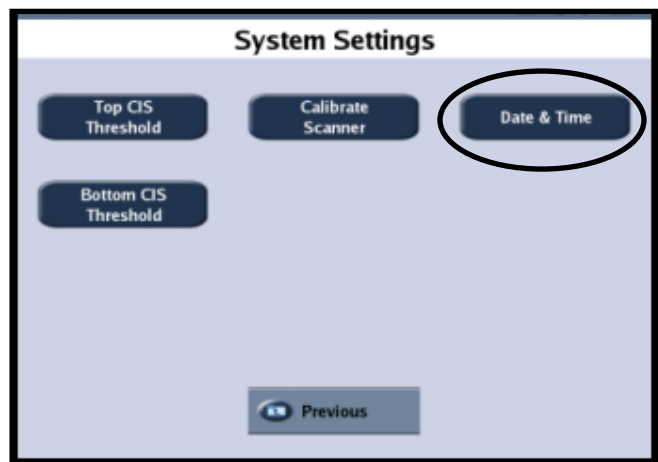 System Settings
Top CIS
Threshold
Calibrate
Scanner
Date & Time
Bottom CIS
Threshold
Previous